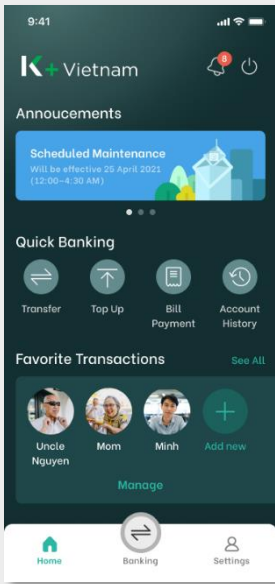 9:41
K+ Vietnam
8
Annoucements
Scheduled Maintenance
Will be effective 25 April 2021
(12:00–4:30 AM)
Quick Banking
Transfer
Top Up
Bill
Payment
Account
History
Favorite Transactions
See All
Uncle
Nguyen
Mom
Minh
Add new
Manage
Home
Banking
Settings